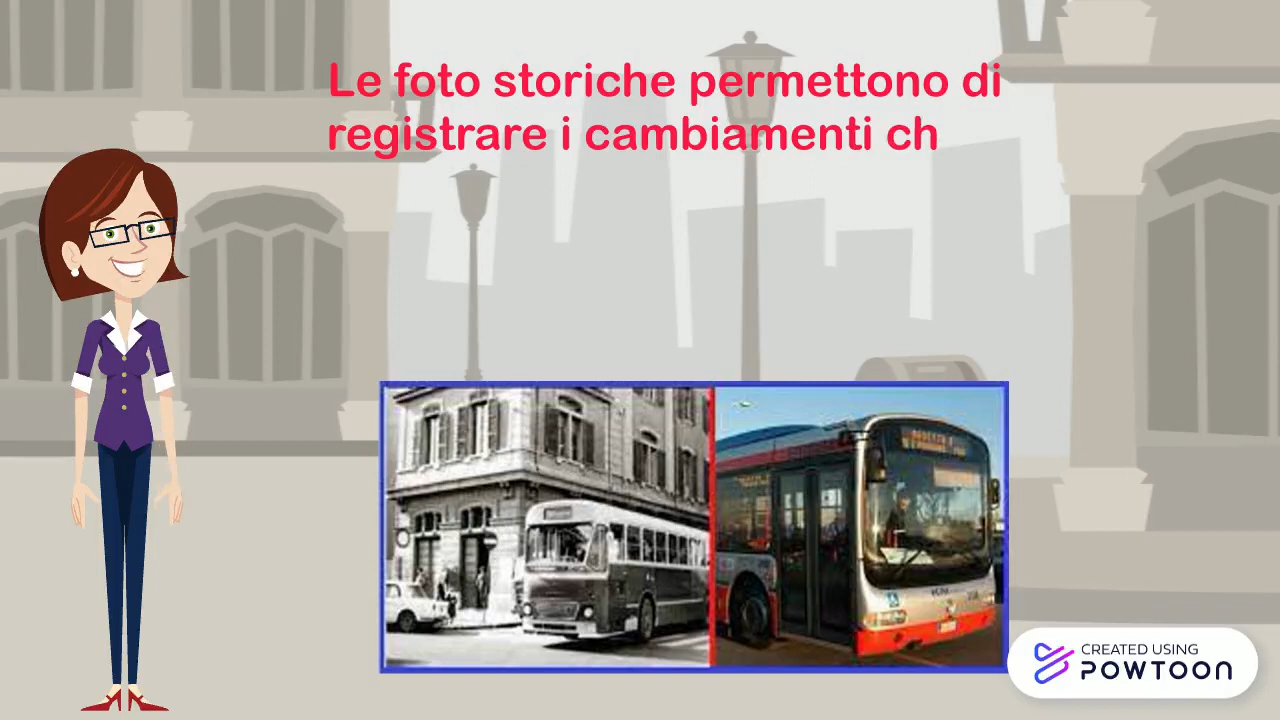 Le foto storiche permettono di
registrare i cambiamenti ch
CREATED USING
POWTOON